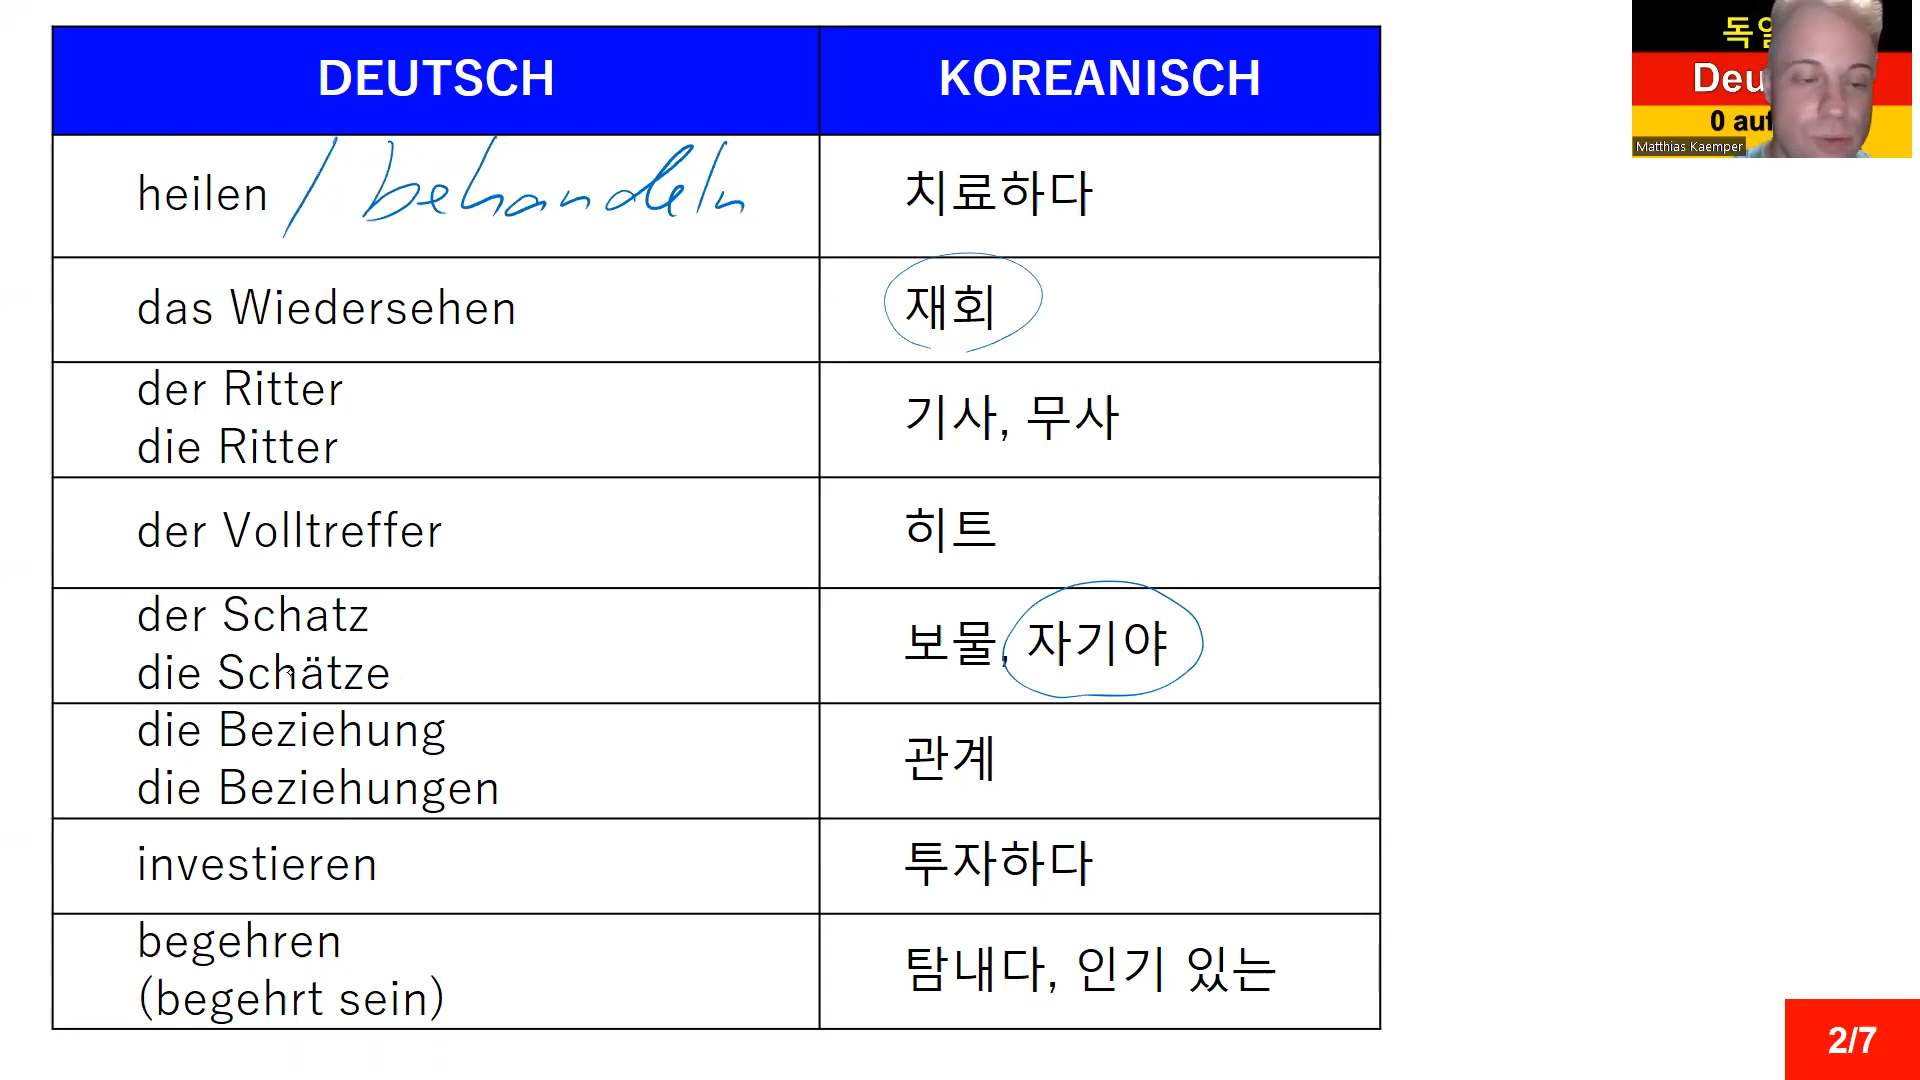 DEUTSCH KOREANISCH
heilen / behandeln 치료하다
das Wiedersehen 재회
der Ritter
die Ritter
기사, 무사
der Volltreffer 히트
der Schatz
die Schätze
보물, 자기야
die Beziehung
die Beziehungen
관계
investieren 투자하다
begehren
(begehrt sein)
탐내다, 인기 있는
독일
Deu
0 auf
Matthias Kaemper
2/7